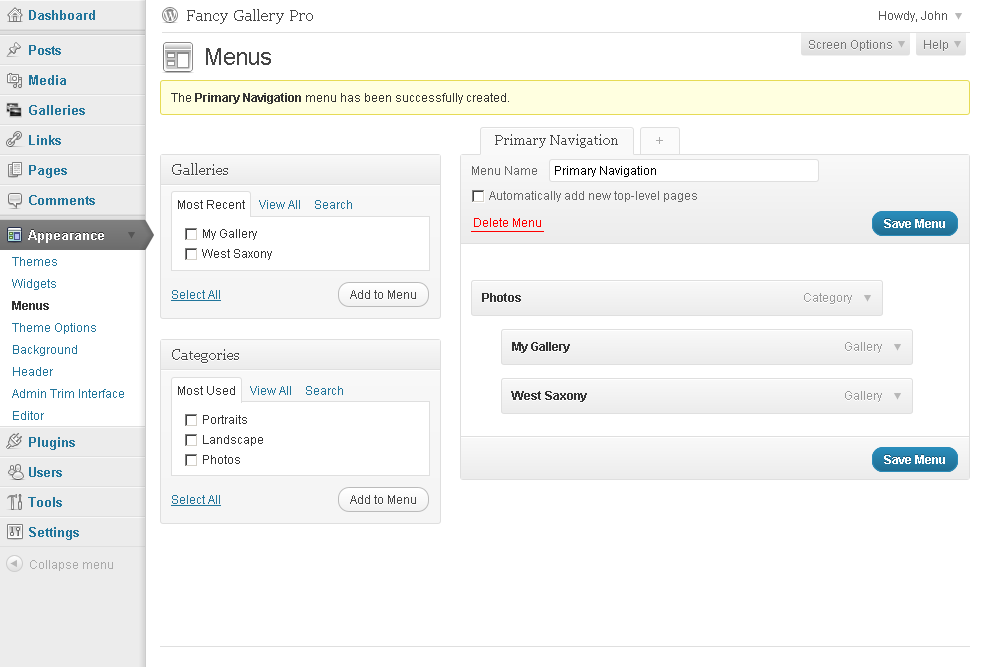 Dashboard
Posts
Media
Galleries
Links
Pages
Comments
Appearance
Themes
Widgets
Menus
Theme Options
Background
Header
Admin Trim Interface
Editor
Plugins
Users
Tools
Settings
Collapse menu
Fancy Gallery Pro
Howdy, John
Screen Options
Help
Menus
The Primary Navigation menu has been successfully created.
Galleries
Most Recent View All Search
My Gallery
West Saxony
Select All Add to Menu
Categories
Most Used View All Search
Portraits
Landscape
Photos
Select All Add to Menu
Primary Navigation +
Menu Name Primary Navigation
Automatically add new top-level pages
Delete Menu Save Menu
Photos Category
My Gallery Gallery
West Saxony Gallery
Save Menu